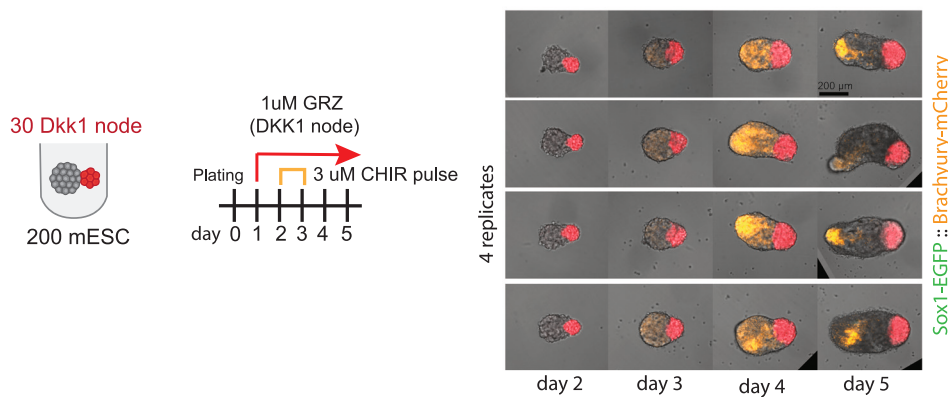 30 Dkk1 node
200 mESC
1uM GRZ
(DKK1 node)
Plating
3 uM CHIR pulse
day 0 1 2 3 4 5
4 replicates
200 µm
day 2 day 3 day 4 day 5
Sox1-EGFP :: Brachyury-mCherry